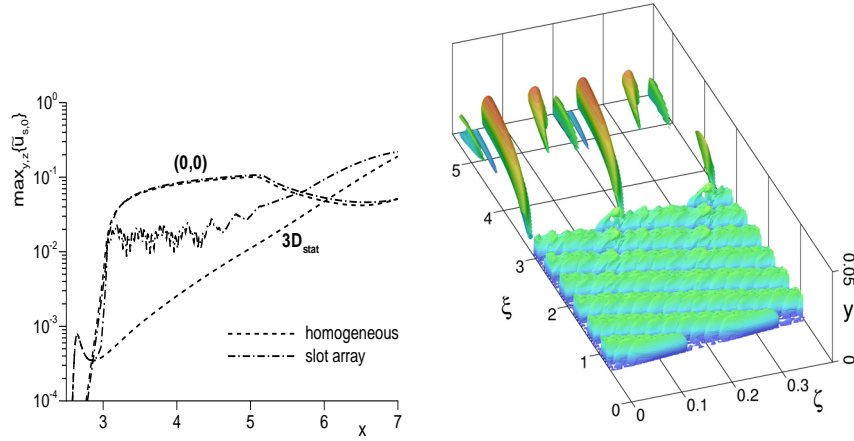 max_{y,z}{ũ_{s,0}}
10^0
10^-1
10^-2
10^-3
10^-4
(0,0)
3D_stat
homogeneous
slot array
3
4
5
6
7
x
5
4
3
2
1
0
ξ
0
0.1
0.2
0.3
ζ
0.05
y
0